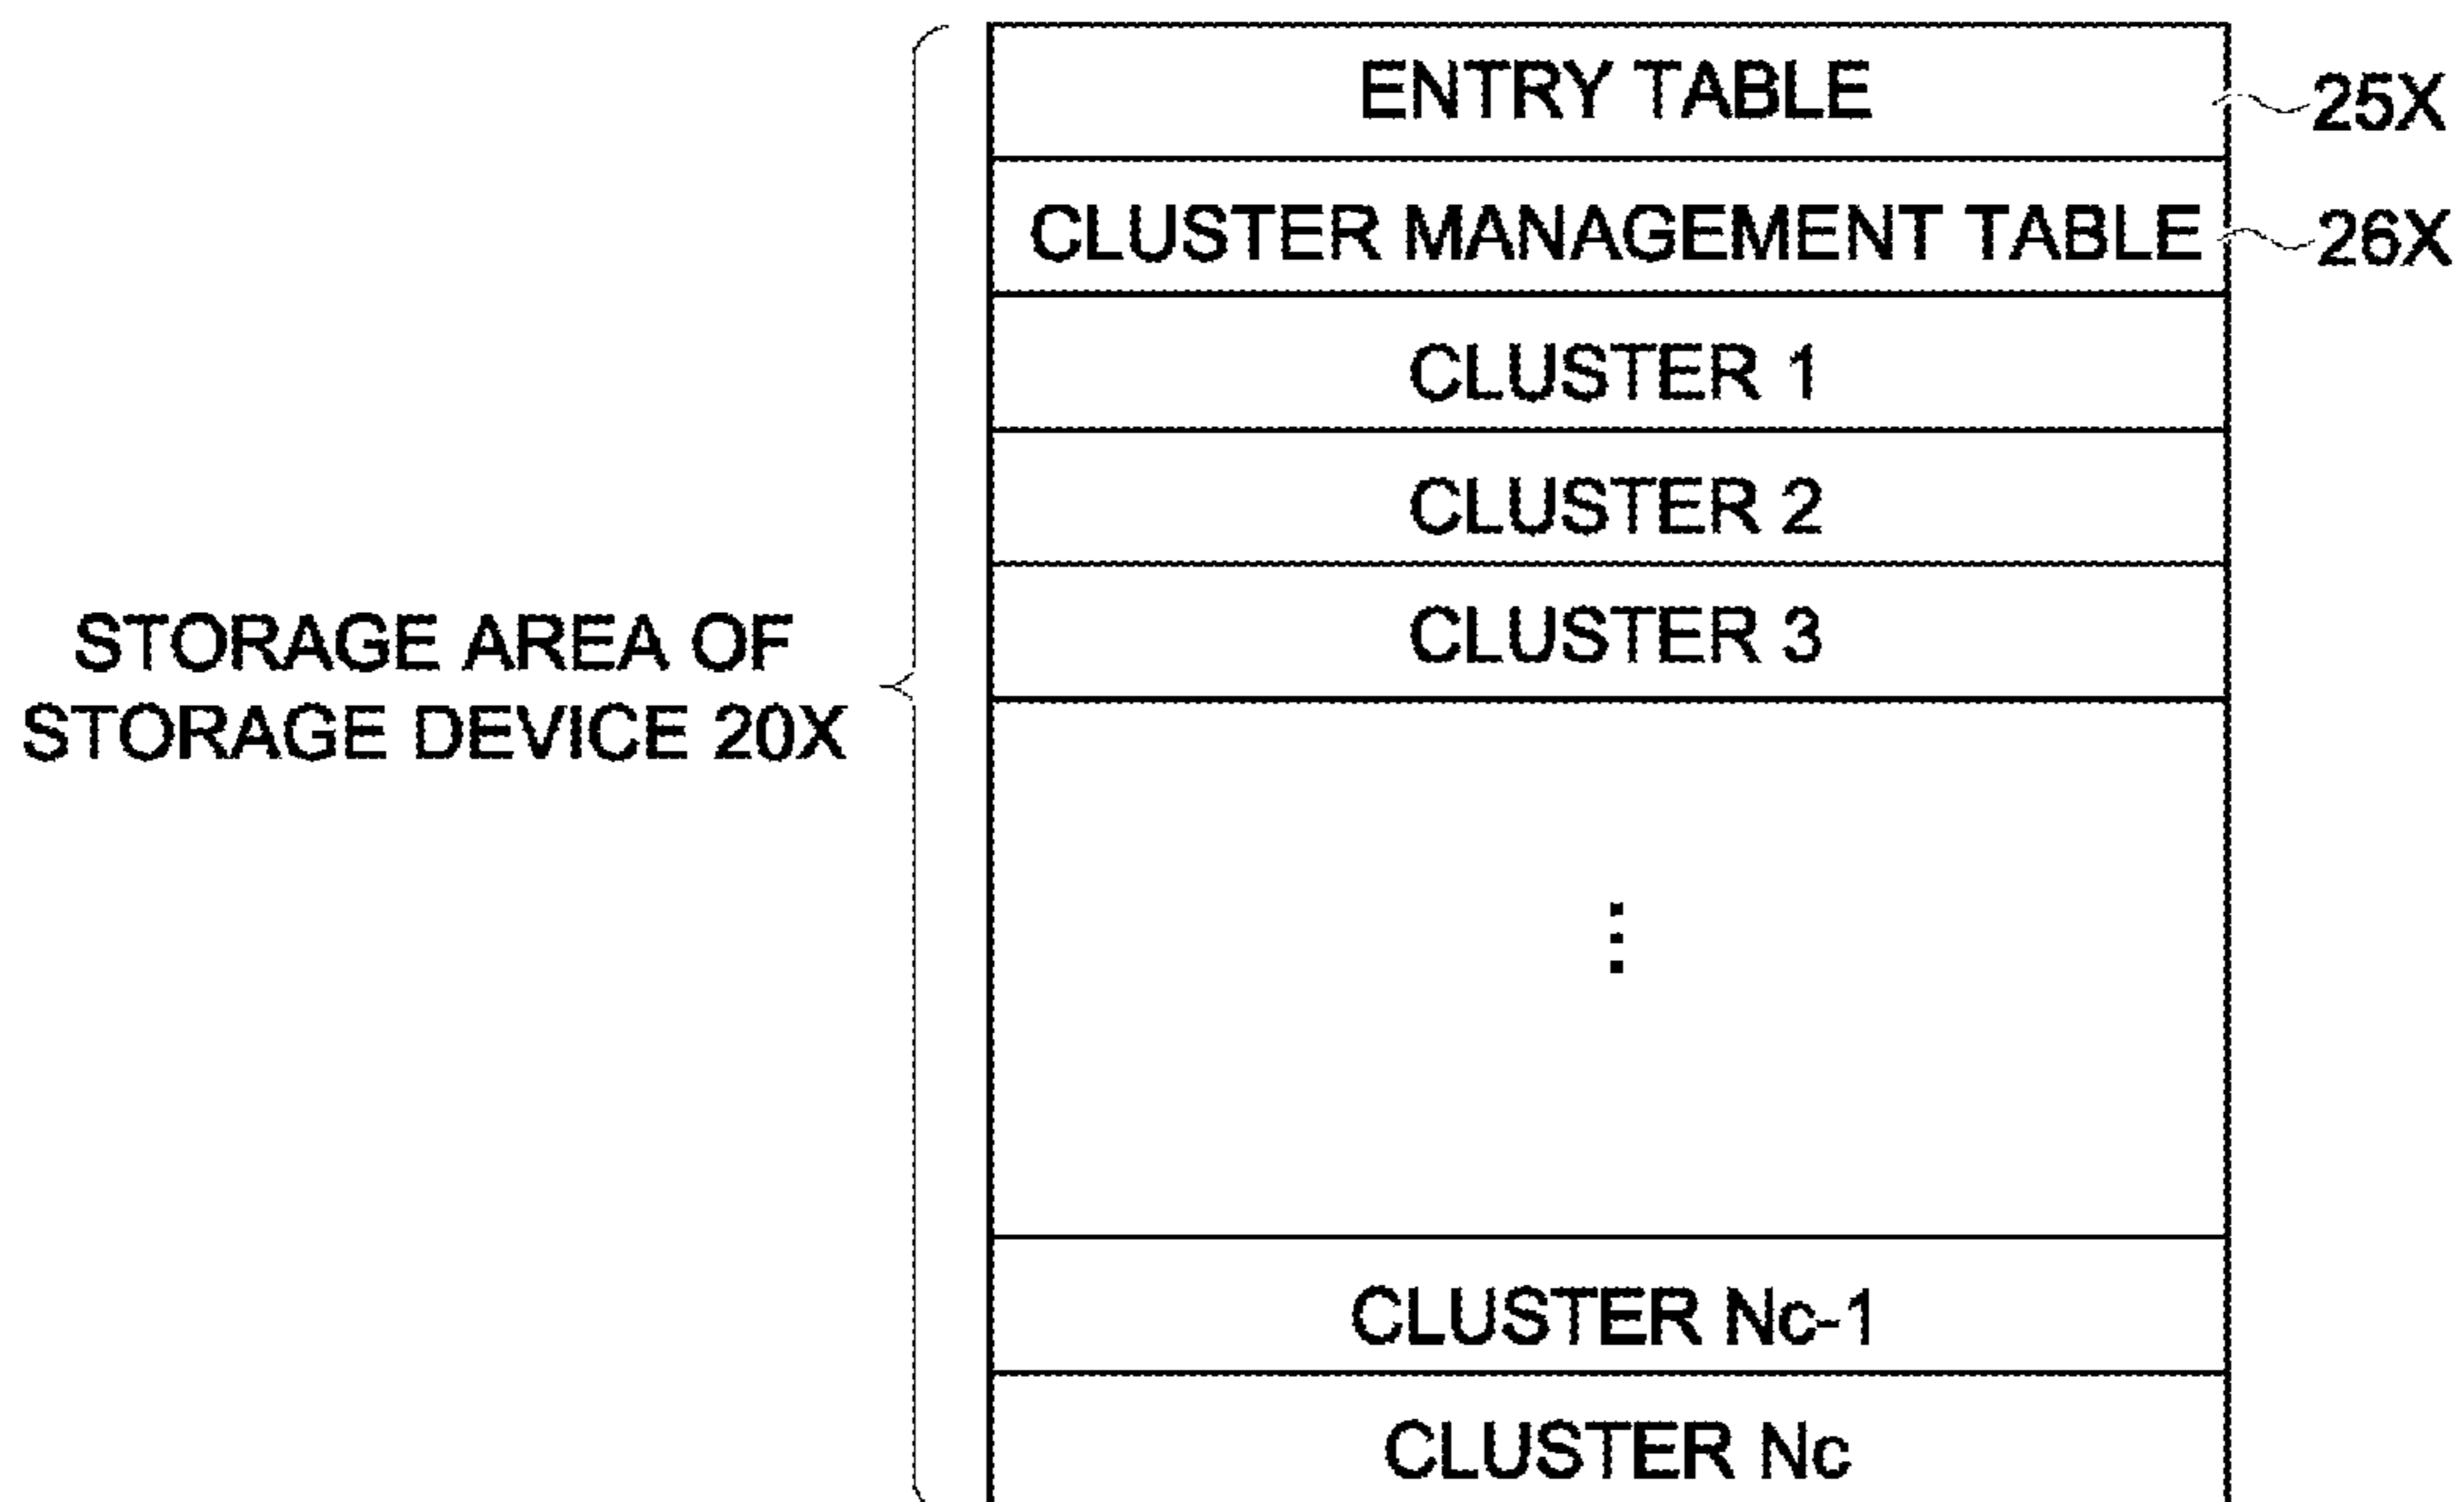 ENTRY TABLE
25X
CLUSTER MANAGEMENT TABLE
26X
CLUSTER 1
CLUSTER 2
CLUSTER 3
STORAGE AREA OF
STORAGE DEVICE 20X
⋮
CLUSTER Nc-1
CLUSTER Nc